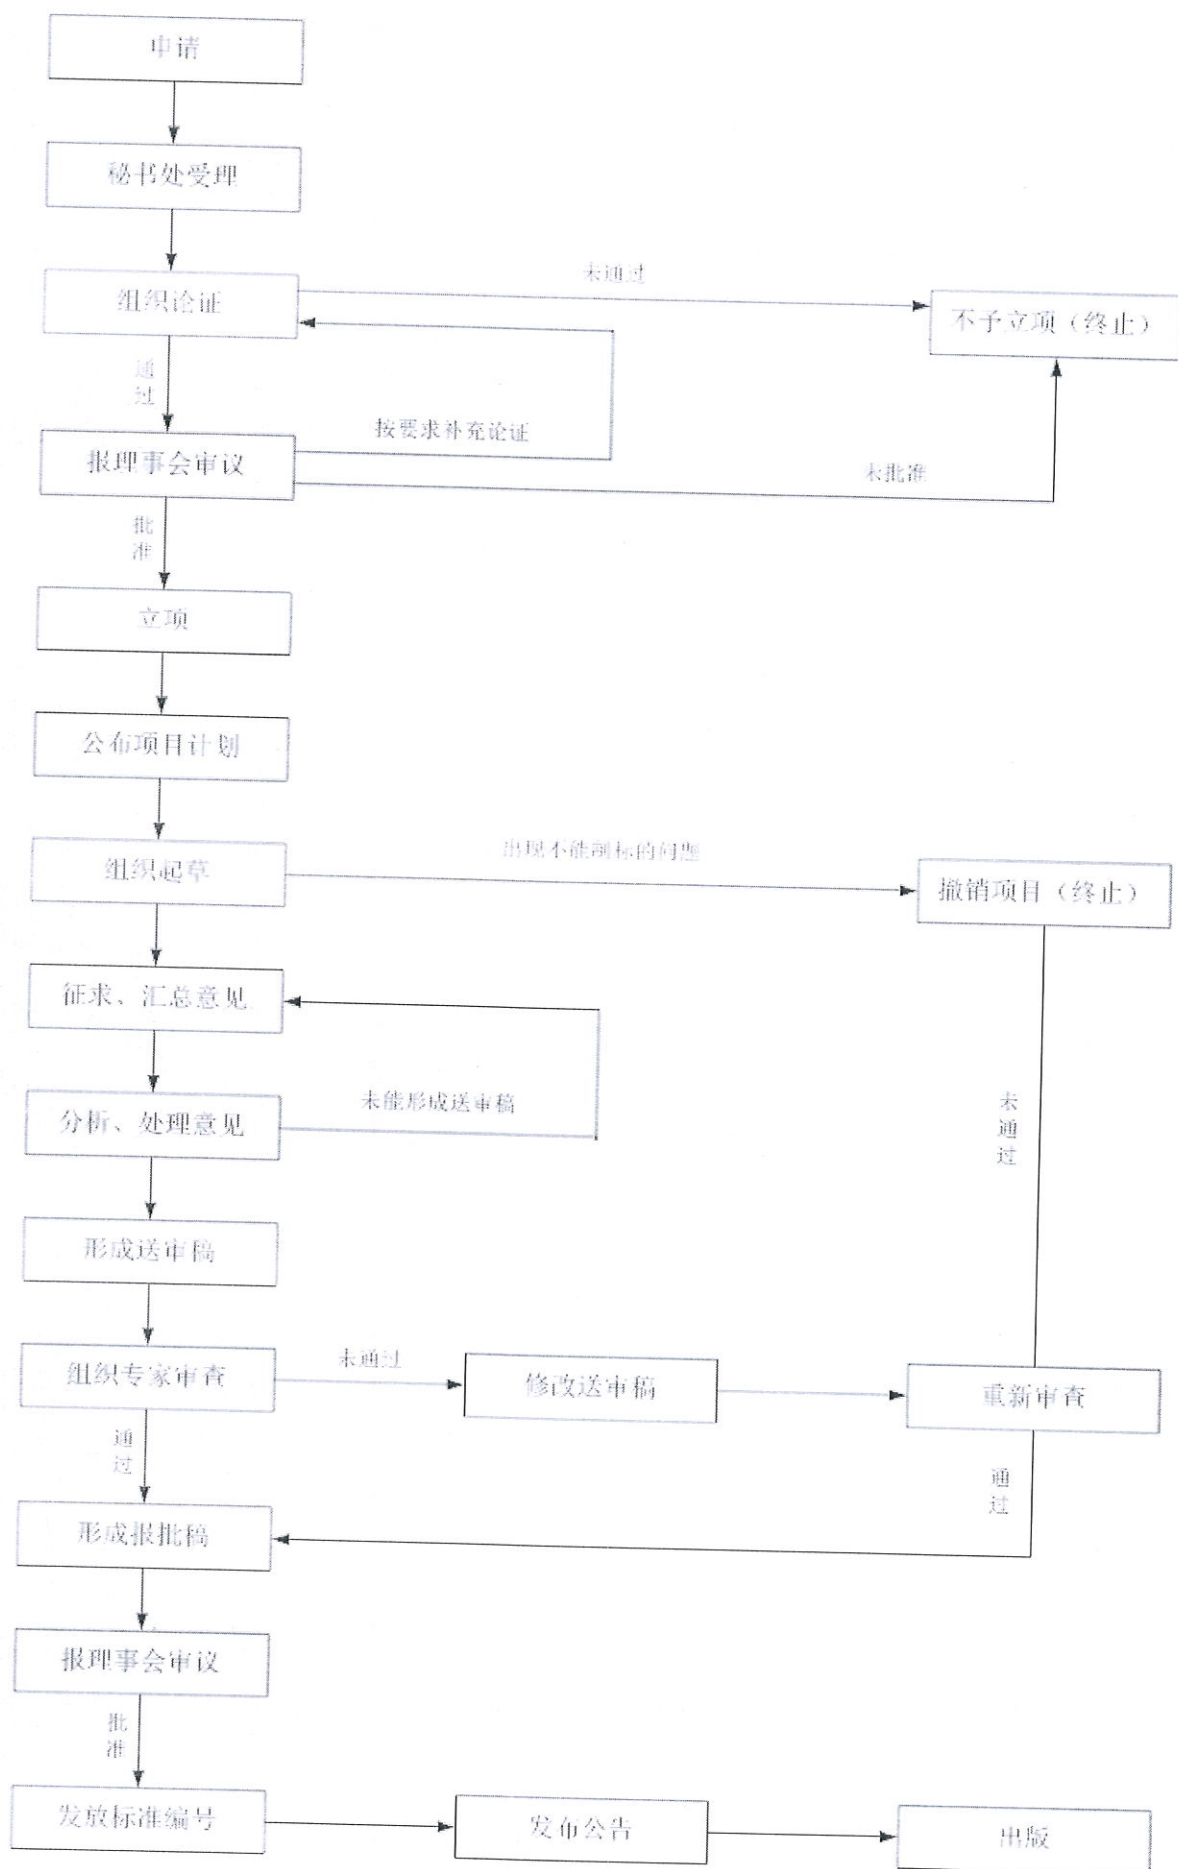 申请
秘书处受理
组织论证
未通过
不予立项（终止）
通过
按要求补充论证
报理事会审议
未批准
批准
立项
公布项目计划
组织起草
出现不能制标的问题
撤销项目（终止）
征求、汇总意见
分析、处理意见
未能形成送审稿
未通过
形成送审稿
组织专家审查
未通过
修改送审稿
重新审查
通过
通过
形成报批稿
报理事会审议
批准
发放标准编号
发布公告
出版